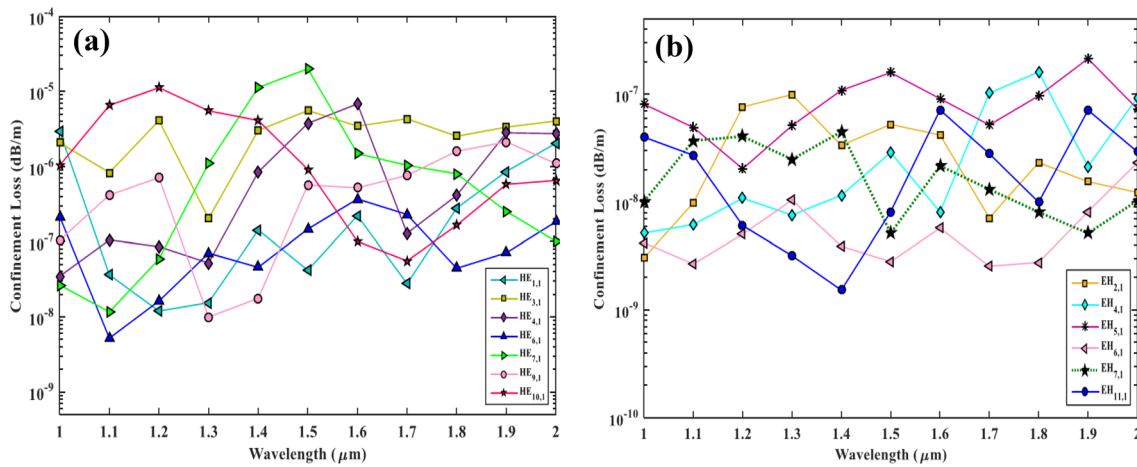 (a)
Confinement Loss (dB/m)
10^-4
10^-5
10^-6
10^-7
10^-8
10^-9
HE1,1
HE3,1
HE4,1
HE6,1
HE7,1
HE9,1
HE10,1
1 1.1 1.2 1.3 1.4 1.5 1.6 1.7 1.8 1.9 2
Wavelength (μm)
(b)
Confinement Loss (dB/m)
10^-7
10^-8
10^-9
10^-10
EH2,1
EH4,1
EH5,1
EH6,1
EH7,1
EH11,1
1 1.1 1.2 1.3 1.4 1.5 1.6 1.7 1.8 1.9 2
Wavelength (μm)